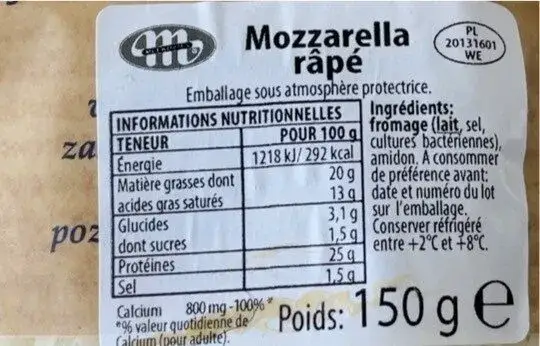 Mozzarella
râpé
PL
20131601
WE
Emballage sous atmosphère protectrice.
INFORMATIONS NUTRITIONNELLES
TENEUR POUR 100 g
Énergie 1218 kJ/ 292 kcal
Matière grasses dont 20 g
acides gras saturés 13 g
Glucides 3,1 g
dont sucres 1,5 g
Protéines 25 g
Sel 1,5 g
Calcium 800 mg -100%*
*% valeur quotidienne de
Calcium (pour adulte).
Ingrédients:
fromage (lait, sel,
cultures bactériennes),
amidon. À consommer
de préférence avant:
date et numéro du lot
sur l'emballage.
Conserver réfrigéré
entre +2°C et +8°C.
Poids: 150 g e
za
poz